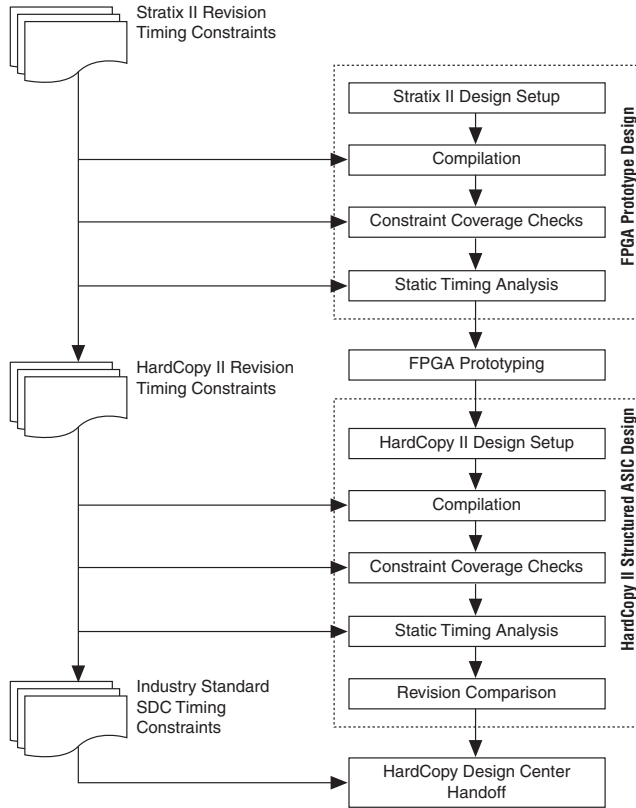 Stratix II Revision
Timing Constraints
Stratix II Design Setup
Compilation
Constraint Coverage Checks
Static Timing Analysis
FPGA Prototype Design
HardCopy II Revision
Timing Constraints
FPGA Prototyping
HardCopy II Design Setup
Compilation
Constraint Coverage Checks
Static Timing Analysis
Revision Comparison
HardCopy II Structured ASIC Design
Industry Standard
SDC Timing
Constraints
HardCopy Design Center
Handoff